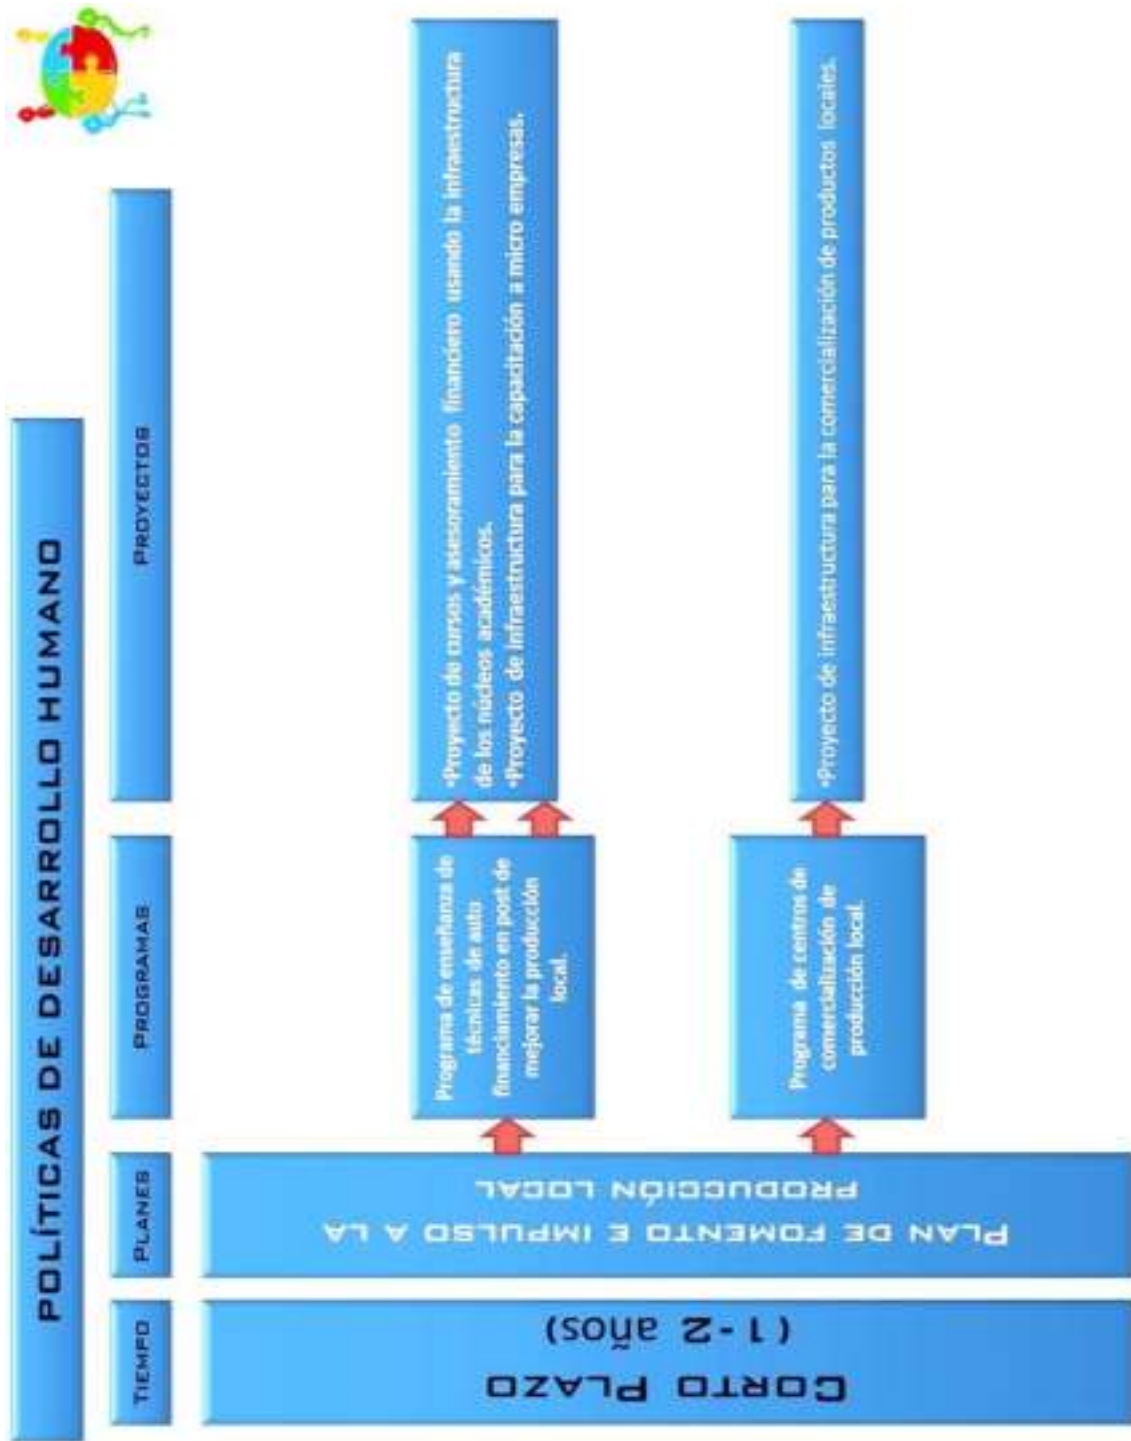 POLÍTICAS DE DESARROLLO HUMANO
TIEMPO
PLANES
PROGRAMAS
PROYECTOS
CORTO PLAZO
(1-2 años)
PLAN DE FOMENTO E IMPULSO A LA
PRODUCCIÓN LOCAL
Programa de enseñanza de
técnicas de auto
financiamiento en post de
mejorar la producción
local.
•Proyecto de cursos y asesoramiento financiero usando la infraestructura
de los núcleos académicos.
•Proyecto de infraestructura para la capacitación a micro empresas.
Programa de centros de
comercialización de
producción local.
•Proyecto de infraestructura para la comercialización de productos locales.